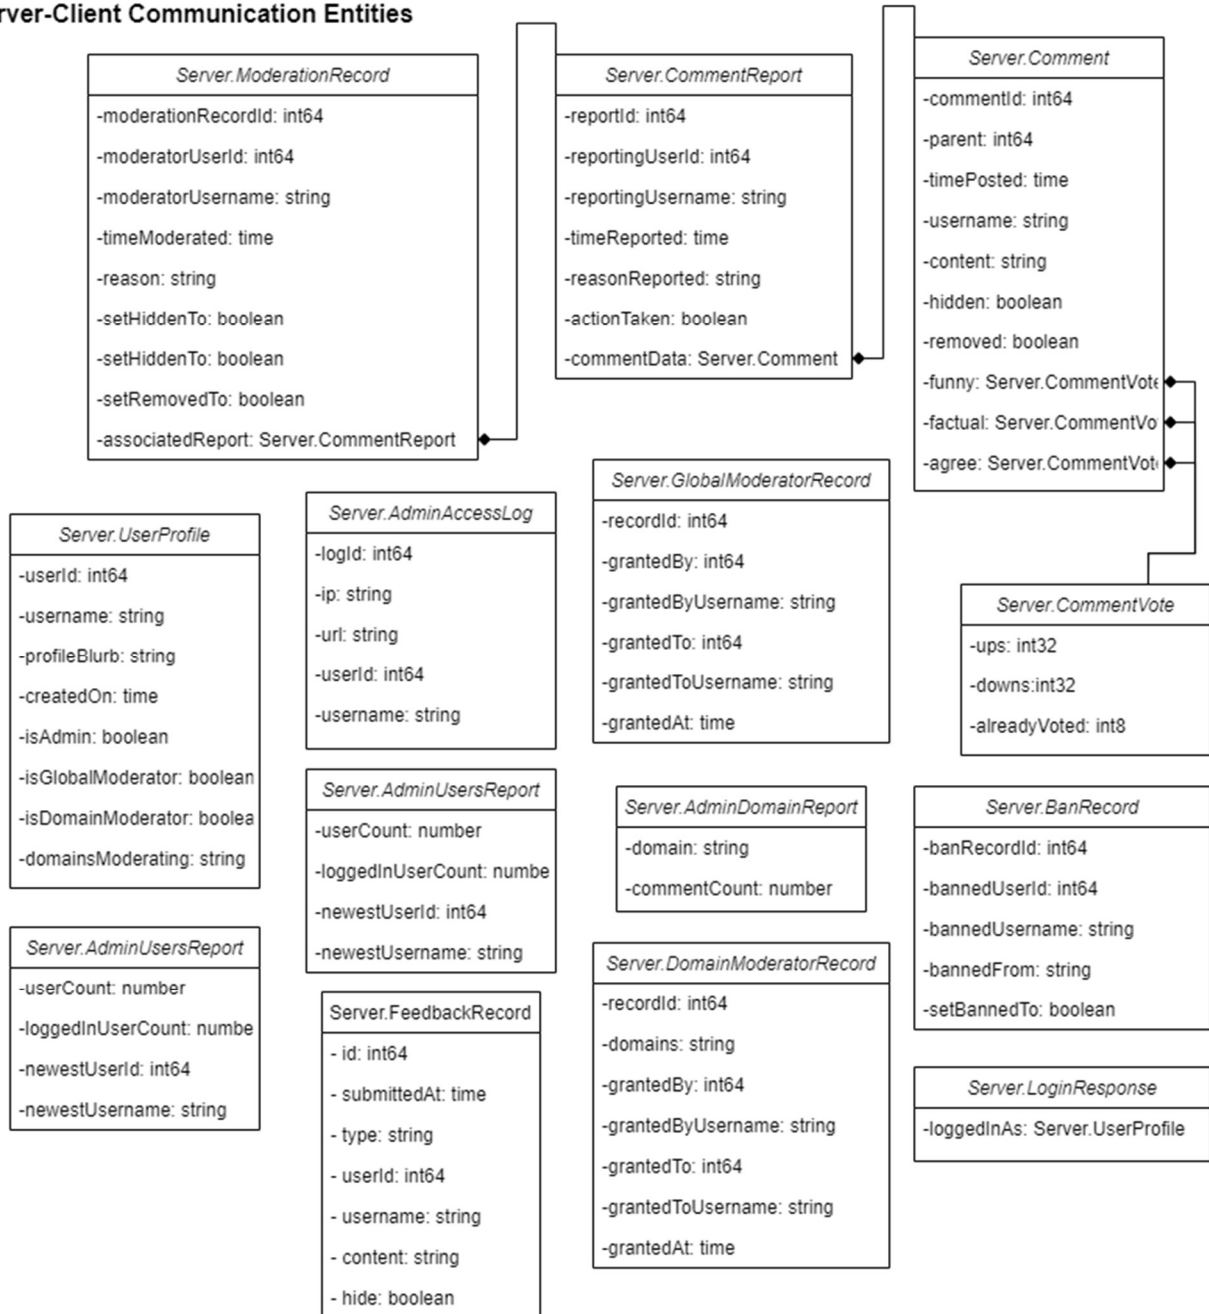 rver-Client Communication Entities
Server.ModerationRecord
-moderationRecordId: int64
-moderatorUserId: int64
-moderatorUsername: string
-timeModerated: time
-reason: string
-setHiddenTo: boolean
-setHiddenTo: boolean
-setRemovedTo: boolean
-associatedReport: Server.CommentReport
Server.CommentReport
-reportId: int64
-reportingUserId: int64
-reportingUsername: string
-timeReported: time
-reasonReported: string
-actionTaken: boolean
-commentData: Server.Comment
Server.Comment
-commentId: int64
-parent: int64
-timePosted: time
-username: string
-content: string
-hidden: boolean
-removed: boolean
-funny: Server.CommentVote
-factual: Server.CommentVo
-agree: Server.CommentVot
Server.UserProfile
-userId: int64
-username: string
-profileBlurb: string
-createdOn: time
-isAdmin: boolean
-isGlobalModerator: boolean
-isDomainModerator: boolea
-domainsModerating: string
Server.AdminAccessLog
-logId: int64
-ip: string
-url: string
-userId: int64
-username: string
Server.GlobalModeratorRecord
-recordId: int64
-grantedBy: int64
-grantedByUsername: string
-grantedTo: int64
-grantedToUsername: string
-grantedAt: time
Server.CommentVote
-ups: int32
-downs:int32
-alreadyVoted: int8
Server.AdminUsersReport
-userCount: number
-loggedInUserCount: numbe
-newestUserId: int64
-newestUsername: string
Server.AdminDomainReport
-domain: string
-commentCount: number
Server.BanRecord
-banRecordId: int64
-bannedUserId: int64
-bannedUsername: string
-bannedFrom: string
-setBannedTo: boolean
Server.AdminUsersReport
-userCount: number
-loggedInUserCount: numbe
-newestUserId: int64
-newestUsername: string
Server.FeedbackRecord
- id: int64
- submittedAt: time
- type: string
- userId: int64
- username: string
- content: string
- hide: boolean
Server.DomainModeratorRecord
-recordId: int64
-domains: string
-grantedBy: int64
-grantedByUsername: string
-grantedTo: int64
-grantedToUsername: string
-grantedAt: time
Server.LoginResponse
-loggedInAs: Server.UserProfile